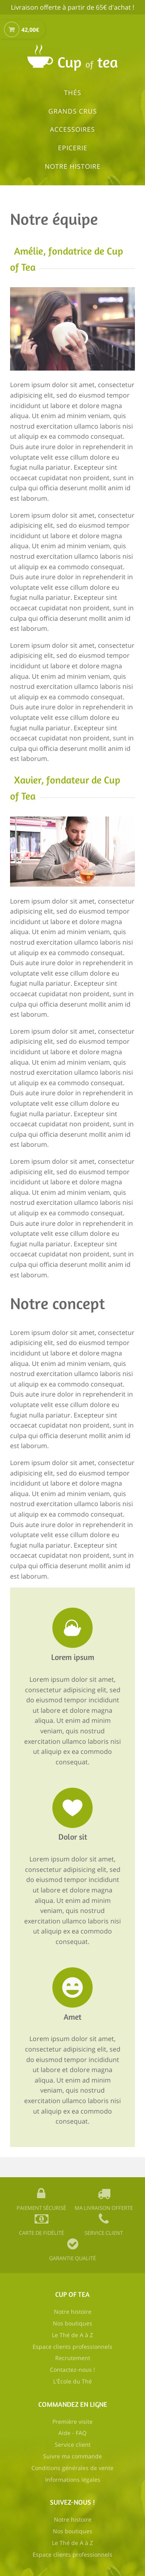 Livraison offerte à partir de 65€ d'achat !
42,00€
Cup of tea
THÉS
GRANDS CRUS
ACCESSOIRES
EPICERIE
NOTRE HISTOIRE
Notre équipe
Amélie, fondatrice de Cup
of Tea
Lorem ipsum dolor sit amet, consectetur
adipisicing elit, sed do eiusmod tempor
incididunt ut labore et dolore magna
aliqua. Ut enim ad minim veniam, quis
nostrud exercitation ullamco laboris nisi
ut aliquip ex ea commodo consequat.
Duis aute irure dolor in reprehenderit in
voluptate velit esse cillum dolore eu
fugiat nulla pariatur. Excepteur sint
occaecat cupidatat non proident, sunt in
culpa qui officia deserunt mollit anim id
est laborum.
Lorem ipsum dolor sit amet, consectetur
adipisicing elit, sed do eiusmod tempor
incididunt ut labore et dolore magna
aliqua. Ut enim ad minim veniam, quis
nostrud exercitation ullamco laboris nisi
ut aliquip ex ea commodo consequat.
Duis aute irure dolor in reprehenderit in
voluptate velit esse cillum dolore eu
fugiat nulla pariatur. Excepteur sint
occaecat cupidatat non proident, sunt in
culpa qui officia deserunt mollit anim id
est laborum.
Lorem ipsum dolor sit amet, consectetur
adipisicing elit, sed do eiusmod tempor
incididunt ut labore et dolore magna
aliqua. Ut enim ad minim veniam, quis
nostrud exercitation ullamco laboris nisi
ut aliquip ex ea commodo consequat.
Duis aute irure dolor in reprehenderit in
voluptate velit esse cillum dolore eu
fugiat nulla pariatur. Excepteur sint
occaecat cupidatat non proident, sunt in
culpa qui officia deserunt mollit anim id
est laborum.
Xavier, fondateur de Cup
of Tea
Lorem ipsum dolor sit amet, consectetur
adipisicing elit, sed do eiusmod tempor
incididunt ut labore et dolore magna
aliqua. Ut enim ad minim veniam, quis
nostrud exercitation ullamco laboris nisi
ut aliquip ex ea commodo consequat.
Duis aute irure dolor in reprehenderit in
voluptate velit esse cillum dolore eu
fugiat nulla pariatur. Excepteur sint
occaecat cupidatat non proident, sunt in
culpa qui officia deserunt mollit anim id
est laborum.
Lorem ipsum dolor sit amet, consectetur
adipisicing elit, sed do eiusmod tempor
incididunt ut labore et dolore magna
aliqua. Ut enim ad minim veniam, quis
nostrud exercitation ullamco laboris nisi
ut aliquip ex ea commodo consequat.
Duis aute irure dolor in reprehenderit in
voluptate velit esse cillum dolore eu
fugiat nulla pariatur. Excepteur sint
occaecat cupidatat non proident, sunt in
culpa qui officia deserunt mollit anim id
est laborum.
Lorem ipsum dolor sit amet, consectetur
adipisicing elit, sed do eiusmod tempor
incididunt ut labore et dolore magna
aliqua. Ut enim ad minim veniam, quis
nostrud exercitation ullamco laboris nisi
ut aliquip ex ea commodo consequat.
Duis aute irure dolor in reprehenderit in
voluptate velit esse cillum dolore eu
fugiat nulla pariatur. Excepteur sint
occaecat cupidatat non proident, sunt in
culpa qui officia deserunt mollit anim id
est laborum.
Notre concept
Lorem ipsum dolor sit amet, consectetur
adipisicing elit, sed do eiusmod tempor
incididunt ut labore et dolore magna
aliqua. Ut enim ad minim veniam, quis
nostrud exercitation ullamco laboris nisi
ut aliquip ex ea commodo consequat.
Duis aute irure dolor in reprehenderit in
voluptate velit esse cillum dolore eu
fugiat nulla pariatur. Excepteur sint
occaecat cupidatat non proident, sunt in
culpa qui officia deserunt mollit anim id
est laborum.
Lorem ipsum dolor sit amet, consectetur
adipisicing elit, sed do eiusmod tempor
incididunt ut labore et dolore magna
aliqua. Ut enim ad minim veniam, quis
nostrud exercitation ullamco laboris nisi
ut aliquip ex ea commodo consequat.
Duis aute irure dolor in reprehenderit in
voluptate velit esse cillum dolore eu
fugiat nulla pariatur. Excepteur sint
occaecat cupidatat non proident, sunt in
culpa qui officia deserunt mollit anim id
est laborum.
Lorem ipsum
Lorem ipsum dolor sit amet,
consectetur adipisicing elit, sed
do eiusmod tempor incididunt
ut labore et dolore magna
aliqua. Ut enim ad minim
veniam, quis nostrud
exercitation ullamco laboris nisi
ut aliquip ex ea commodo
consequat.
Dolor sit
Lorem ipsum dolor sit amet,
consectetur adipisicing elit, sed
do eiusmod tempor incididunt
ut labore et dolore magna
aliqua. Ut enim ad minim
veniam, quis nostrud
exercitation ullamco laboris nisi
ut aliquip ex ea commodo
consequat.
Amet
Lorem ipsum dolor sit amet,
consectetur adipisicing elit, sed
do eiusmod tempor incididunt
ut labore et dolore magna
aliqua. Ut enim ad minim
veniam, quis nostrud
exercitation ullamco laboris nisi
ut aliquip ex ea commodo
consequat.
PAIEMENT SÉCURISÉ
MA LIVRAISON OFFERTE
CARTE DE FIDÉLITÉ
SERVICE CLIENT
GARANTIE QUALITÉ
CUP OF TEA
Notre histoire
Nos boutiques
Le Thé de A à Z
Espace clients professionnels
Recrutement
Contactez-nous !
L'École du Thé
COMMANDEZ EN LIGNE
Première visite
Aide - FAQ
Service client
Suivre ma commande
Conditions générales de vente
Informations légales
SUIVEZ-NOUS !
Notre histoire
Nos boutiques
Le Thé de A à Z
Espace clients professionnels